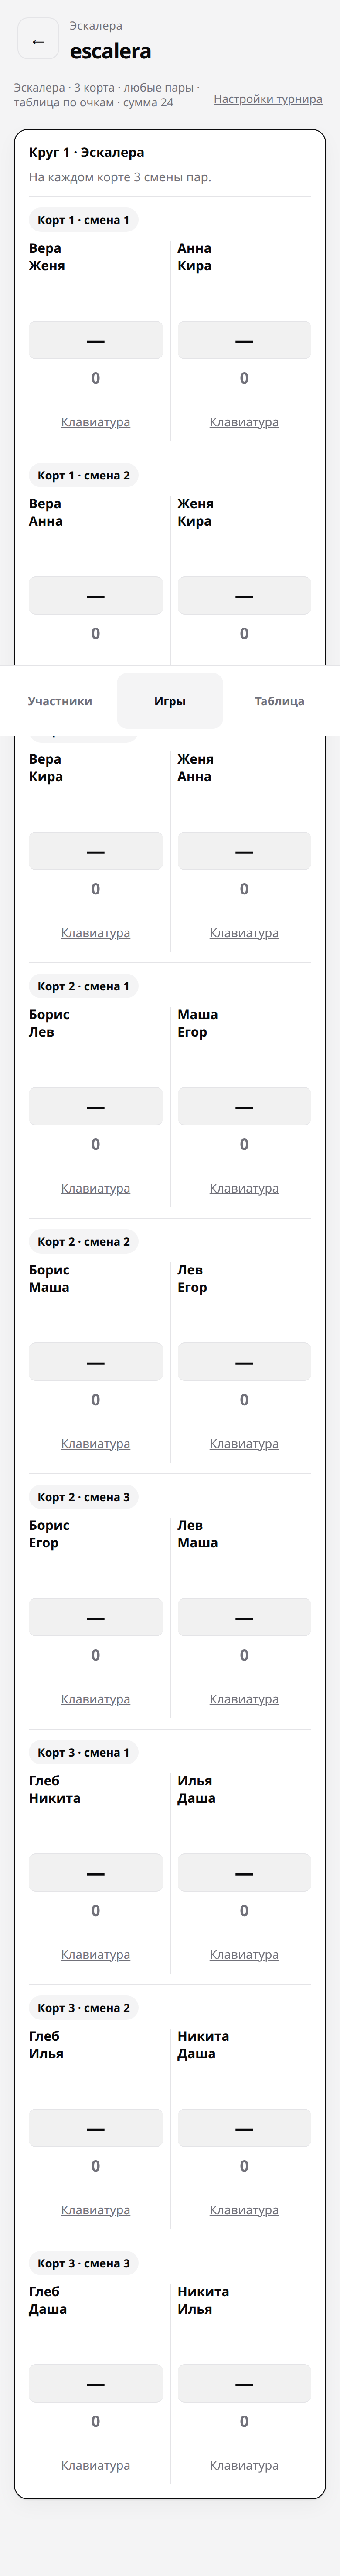 ←
Эскалера
escalera
Эскалера · 3 корта · любые пары ·
таблица по очкам · сумма 24
Настройки турнира
Круг 1 · Эскалера
На каждом корте 3 смены пар.
Корт 1 · смена 1
Вера
Женя
Анна
Кира
— —
0 0
Клавиатура Клавиатура
Корт 1 · смена 2
Вера
Анна
Женя
Кира
— —
0 0
Участники Игры Таблица
Вера
Кира
Женя
Анна
— —
0 0
Клавиатура Клавиатура
Корт 2 · смена 1
Борис
Лев
Маша
Егор
— —
0 0
Клавиатура Клавиатура
Корт 2 · смена 2
Борис
Маша
Лев
Егор
— —
0 0
Клавиатура Клавиатура
Корт 2 · смена 3
Борис
Егор
Лев
Маша
— —
0 0
Клавиатура Клавиатура
Корт 3 · смена 1
Глеб
Никита
Илья
Даша
— —
0 0
Клавиатура Клавиатура
Корт 3 · смена 2
Глеб
Илья
Никита
Даша
— —
0 0
Клавиатура Клавиатура
Корт 3 · смена 3
Глеб
Даша
Никита
Илья
— —
0 0
Клавиатура Клавиатура